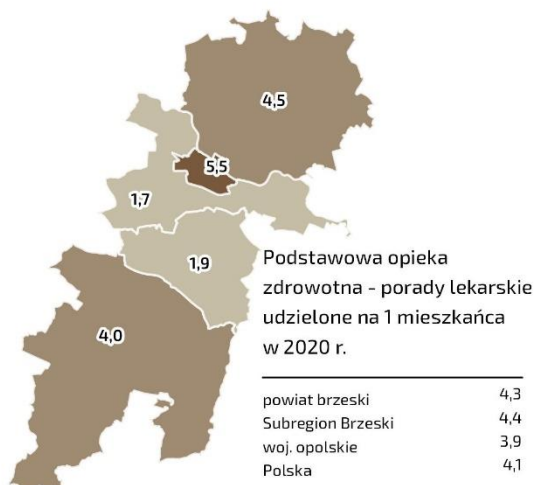 4,5
5,5
1,7
1,9
4,0
Podstawowa opieka
zdrowotna - porady lekarskie
udzielone na 1 mieszkańca
w 2020 r.
powiat brzeski 4,3
Subregion Brzeski 4,4
woj. opolskie 3,9
Polska 4,1